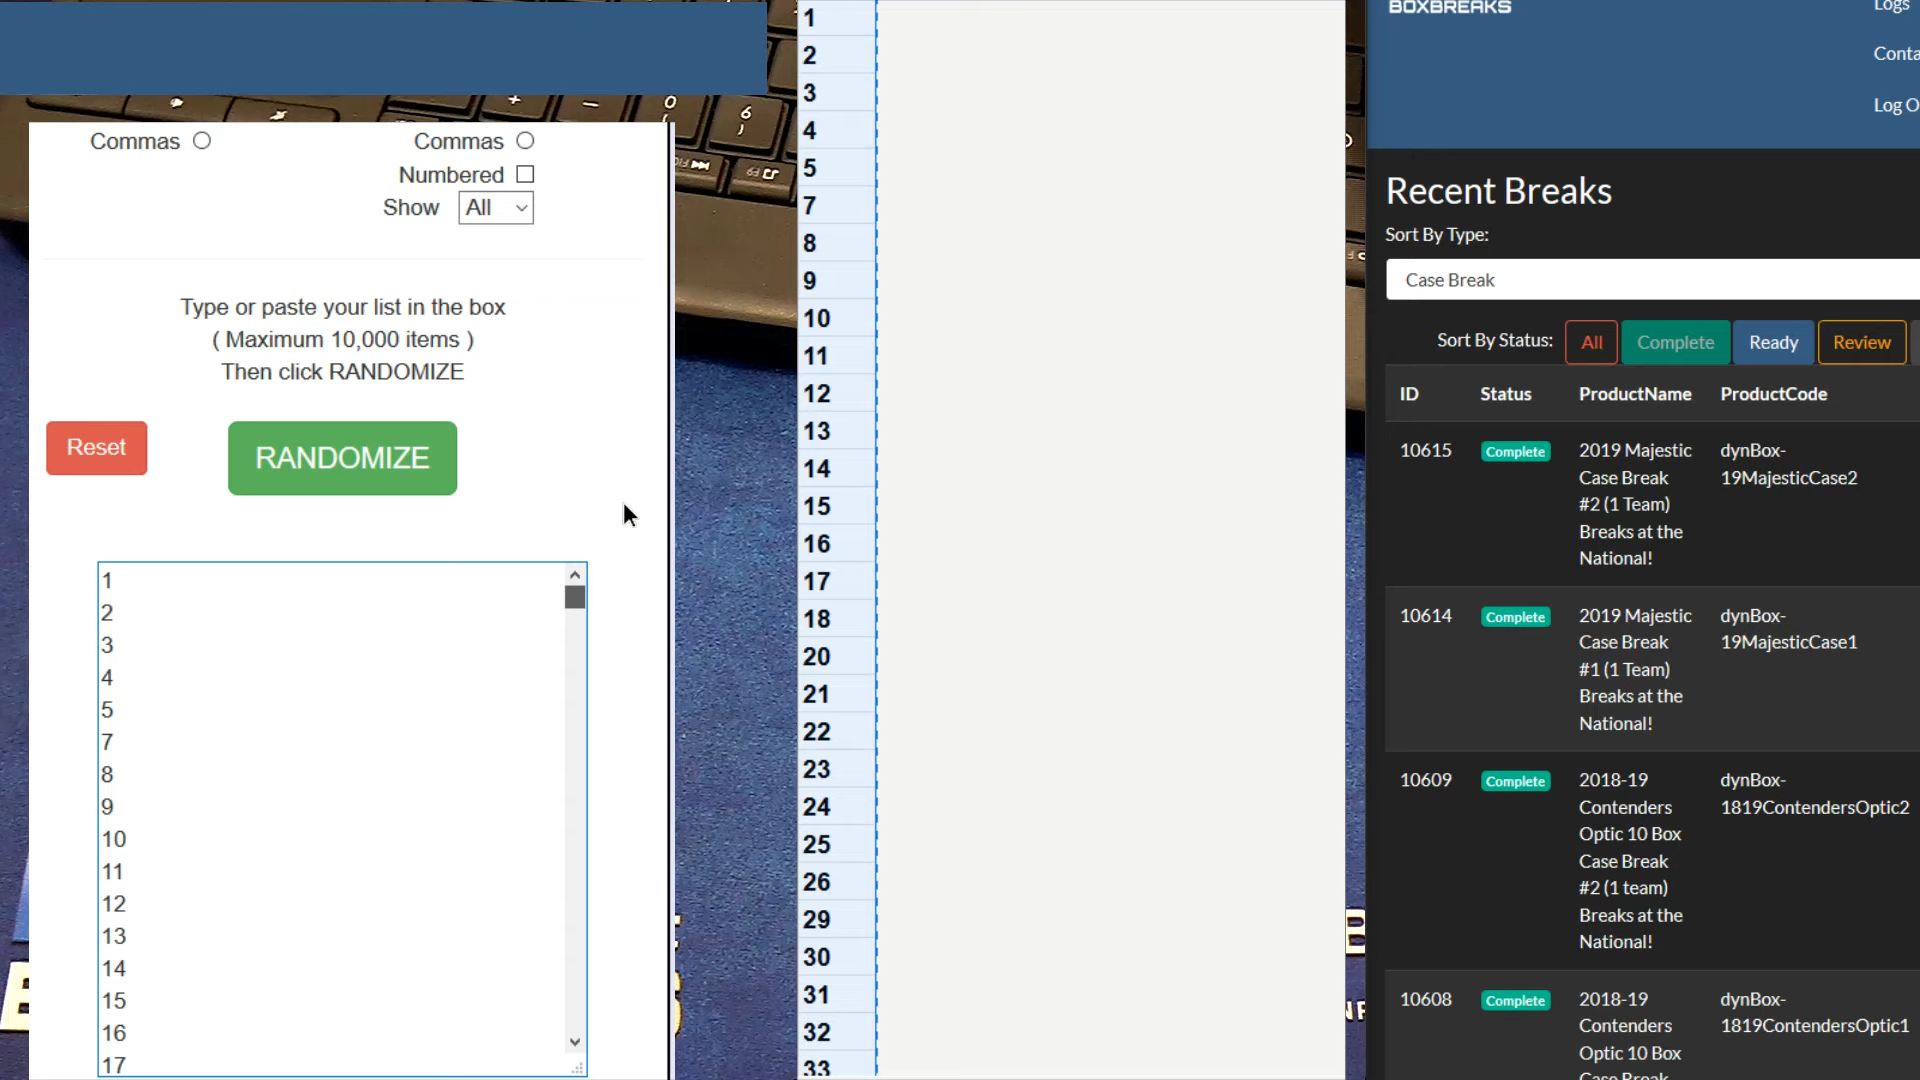 Commas
Commas
Numbered
Show All
Type or paste your list in the box
( Maximum 10,000 items )
Then click RANDOMIZE
Reset
RANDOMIZE
1
2
3
4
5
7
8
9
10
11
12
13
14
15
16
17
1
2
3
4
5
7
8
9
10
11
12
13
14
15
16
17
18
20
21
22
23
24
25
26
29
30
31
32
33
BOXBREAKS
Logs
Conta
Log O
Recent Breaks
Sort By Type:
Case Break
Sort By Status: All Complete Ready Review
ID Status ProductName ProductCode
10615 Complete 2019 Majestic dynBox-
Case Break 19MajesticCase2
#2 (1 Team)
Breaks at the
National!
10614 Complete 2019 Majestic dynBox-
Case Break 19MajesticCase1
#1 (1 Team)
Breaks at the
National!
10609 Complete 2018-19 dynBox-
Contenders 1819ContendersOptic2
Optic 10 Box
Case Break
#2 (1 team)
Breaks at the
National!
10608 Complete 2018-19 dynBox-
Contenders 1819ContendersOptic1
Optic 10 Box
Case Break